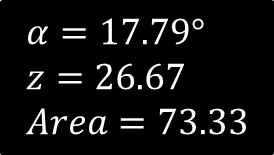 α = 17.79°
z = 26.67
Area = 73.33